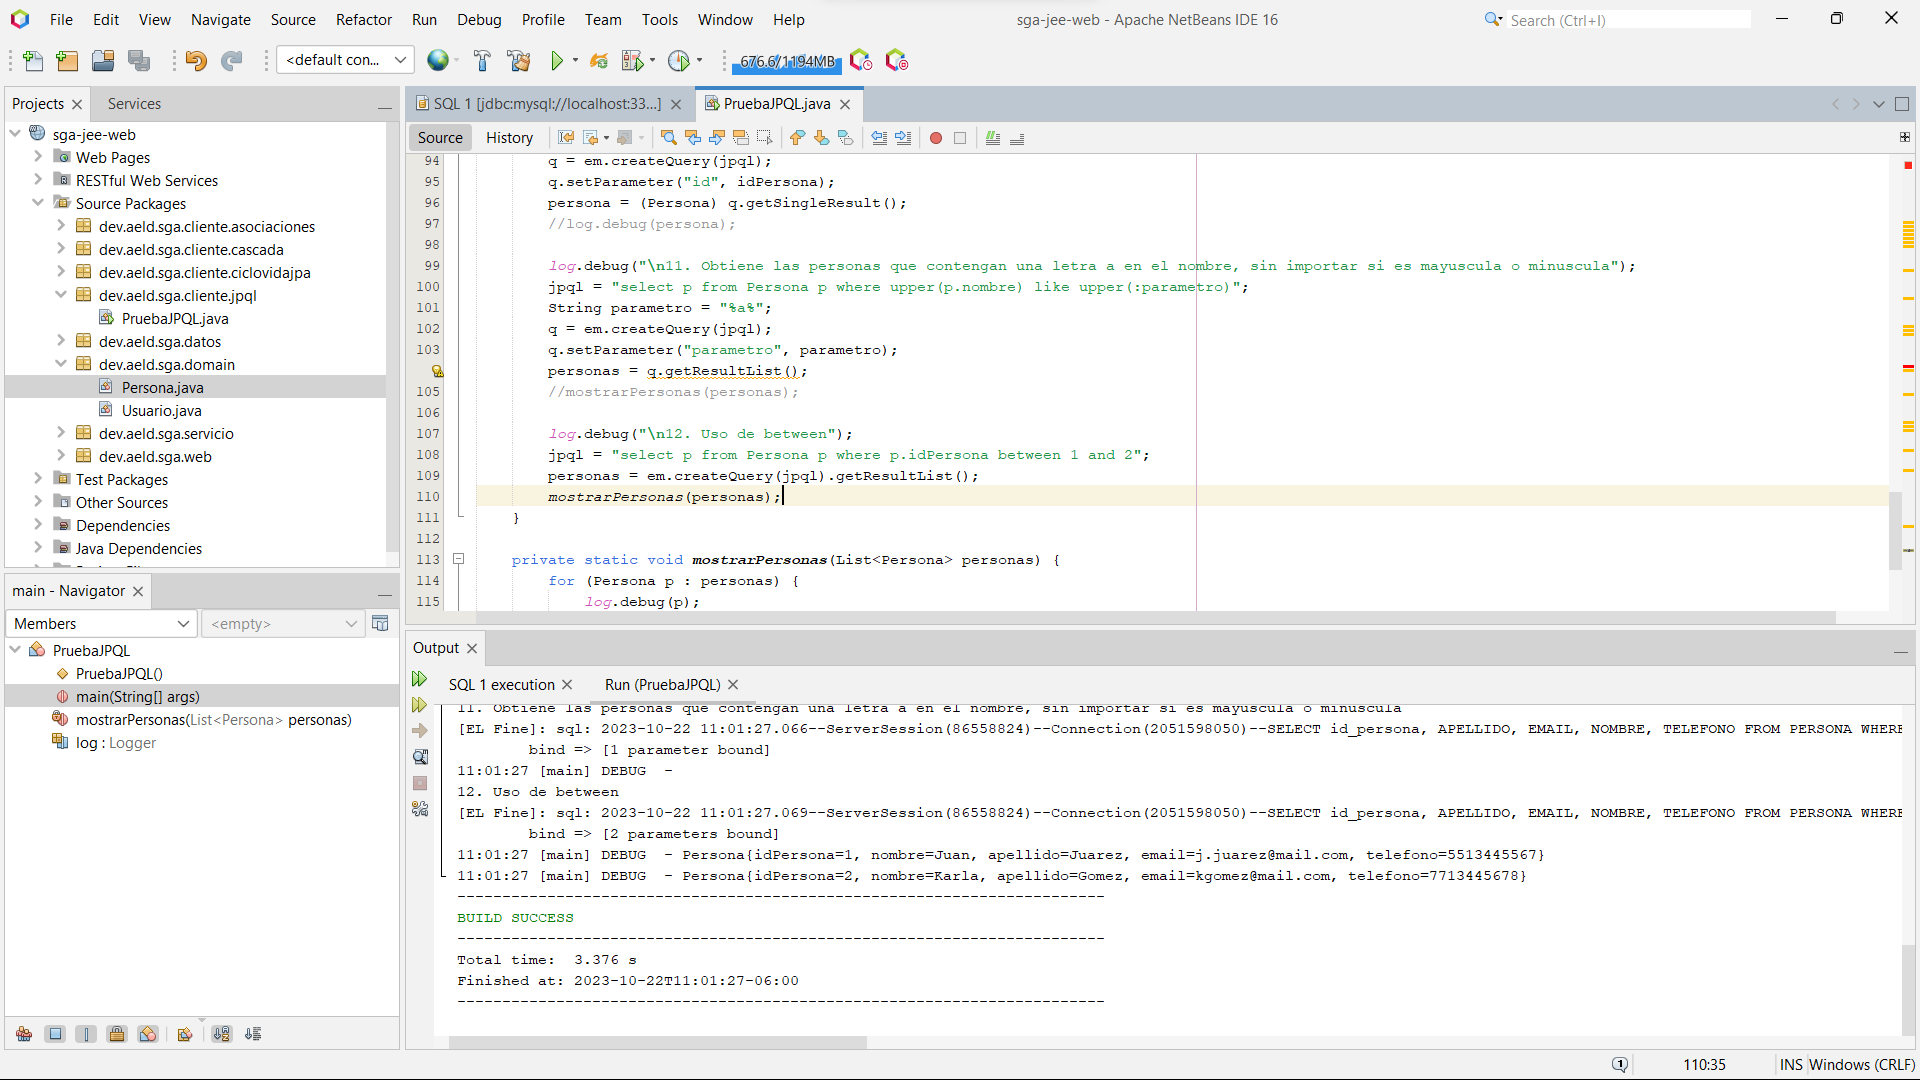 File Edit View Navigate Source Refactor Run Debug Profile Team Tools Window Help
sga-jee-web - Apache NetBeans IDE 16
Search (Ctrl+I)
<default con...
676.6/1194MB
Projects
Services
sga-jee-web
Web Pages
RESTful Web Services
Source Packages
dev.aeld.sga.cliente.asociaciones
dev.aeld.sga.cliente.cascada
dev.aeld.sga.cliente.ciclovidajpa
dev.aeld.sga.cliente.jpql
PruebaJPQL.java
dev.aeld.sga.datos
dev.aeld.sga.domain
Persona.java
Usuario.java
dev.aeld.sga.servicio
dev.aeld.sga.web
Test Packages
Other Sources
Dependencies
Java Dependencies
main - Navigator
Members
<empty>
PruebaJPQL
PruebaJPQL()
main(String[] args)
mostrarPersonas(List<Persona> personas)
log : Logger
SQL 1 [jdbc:mysql://localhost:33...]
PruebaJPQL.java
Source
History
94 q = em.createQuery(jpql);
95 q.setParameter("id", idPersona);
96 persona = (Persona) q.getSingleResult();
97 //log.debug(persona);
98
99 log.debug("\n11. Obtiene las personas que contengan una letra a en el nombre, sin importar si es mayuscula o minuscula");
100 jpql = "select p from Persona p where upper(p.nombre) like upper(:parametro)";
101 String parametro = "%a%";
102 q = em.createQuery(jpql);
103 q.setParameter("parametro", parametro);
personas = q.getResultList();
105 //mostrarPersonas(personas);
106
107 log.debug("\n12. Uso de between");
108 jpql = "select p from Persona p where p.idPersona between 1 and 2";
109 personas = em.createQuery(jpql).getResultList();
110 mostrarPersonas(personas);
111 }
112
113 private static void mostrarPersonas(List<Persona> personas) {
114 for (Persona p : personas) {
115 log.debug(p);
Output
SQL 1 execution
Run (PruebaJPQL)
11. Obtiene las personas que contengan una letra a en el nombre, sin importar si es mayuscula o minuscula
[EL Fine]: sql: 2023-10-22 11:01:27.066--ServerSession(86558824)--Connection(2051598050)--SELECT id_persona, APELLIDO, EMAIL, NOMBRE, TELEFONO FROM PERSONA WHERE
bind => [1 parameter bound]
11:01:27 [main] DEBUG  -
12. Uso de between
[EL Fine]: sql: 2023-10-22 11:01:27.069--ServerSession(86558824)--Connection(2051598050)--SELECT id_persona, APELLIDO, EMAIL, NOMBRE, TELEFONO FROM PERSONA WHERE
bind => [2 parameters bound]
11:01:27 [main] DEBUG  - Persona{idPersona=1, nombre=Juan, apellido=Juarez, email=j.juarez@mail.com, telefono=5513445567}
11:01:27 [main] DEBUG  - Persona{idPersona=2, nombre=Karla, apellido=Gomez, email=kgomez@mail.com, telefono=7713445678}
------------------------------------------------------------------------
BUILD SUCCESS
------------------------------------------------------------------------
Total time:  3.376 s
Finished at: 2023-10-22T11:01:27-06:00
------------------------------------------------------------------------
1
110:35
INS
Windows (CRLF)